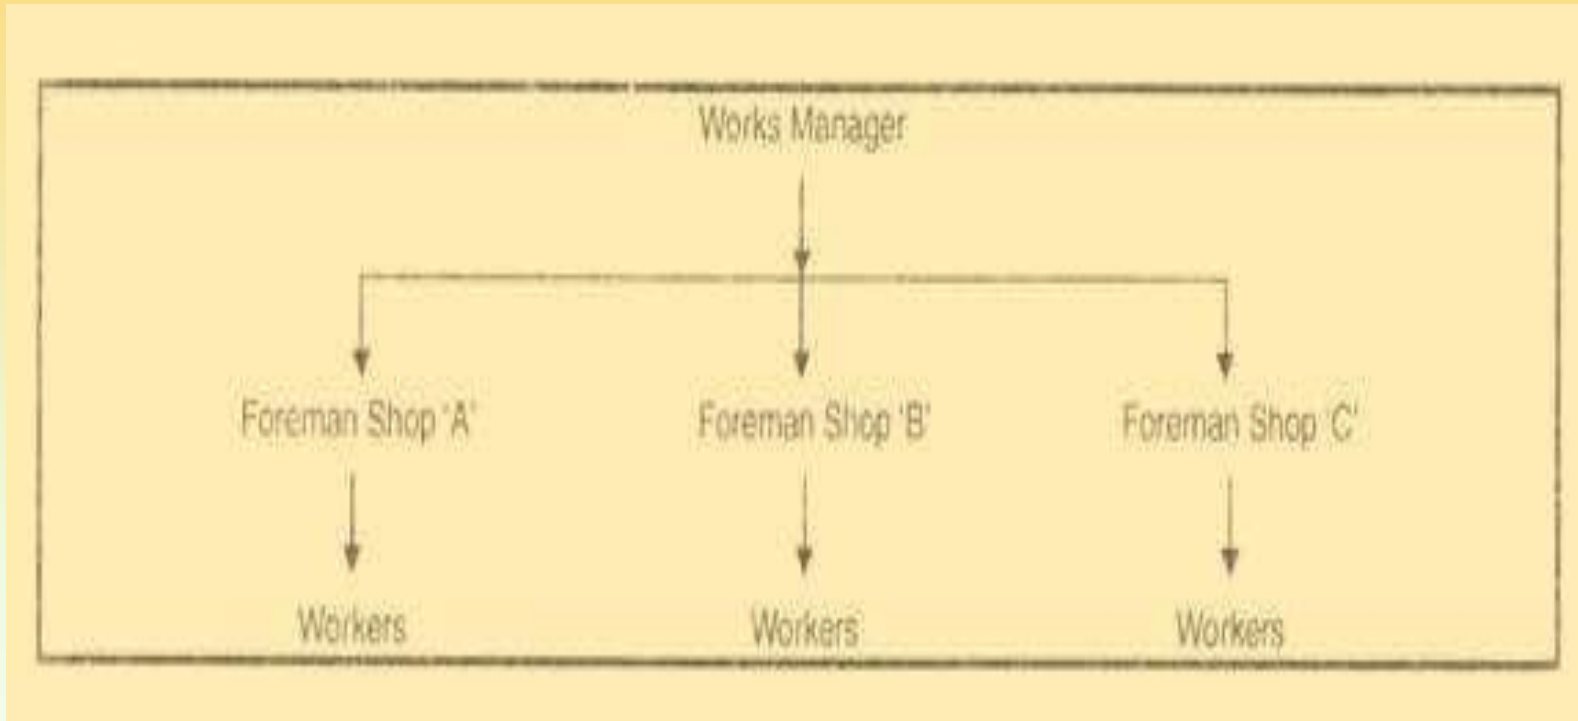 Works Manager
Foreman Shop 'A'
Foreman Shop 'B'
Foreman Shop 'C'
Workers
Workers
Workers